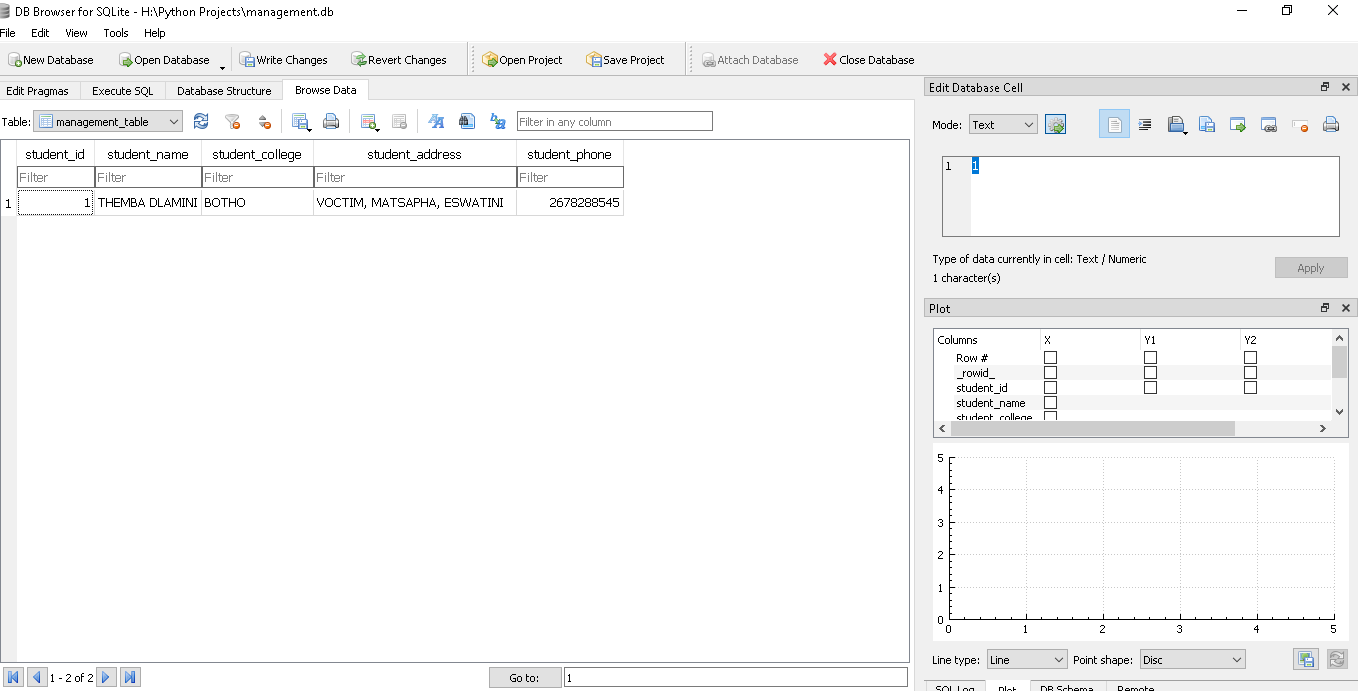 DB Browser for SQLite - H:\Python Projects\management.db
File Edit View Tools Help
New Database Open Database Write Changes Revert Changes Open Project Save Project Attach Database Close Database
Edit Pragmas Execute SQL Database Structure Browse Data
Table: management_table Filter in any column
student_id student_name student_college student_address student_phone
Filter Filter Filter Filter Filter
1 1 THEMBA DLAMINI BOTHO VOCTIM, MATSAPHA, ESWATINI 2678288545
1 - 2 of 2 Go to: 1
Edit Database Cell
Mode: Text
1 1
Type of data currently in cell: Text / Numeric
1 character(s)
Apply
Plot
Columns X Y1 Y2
Row #
_rowid_
student_id
student_name
student_college
5
4
3
2
1
0
0 1 2 3 4 5
Line type: Line Point shape: Disc
SQL Log Plot DB Schema Remote